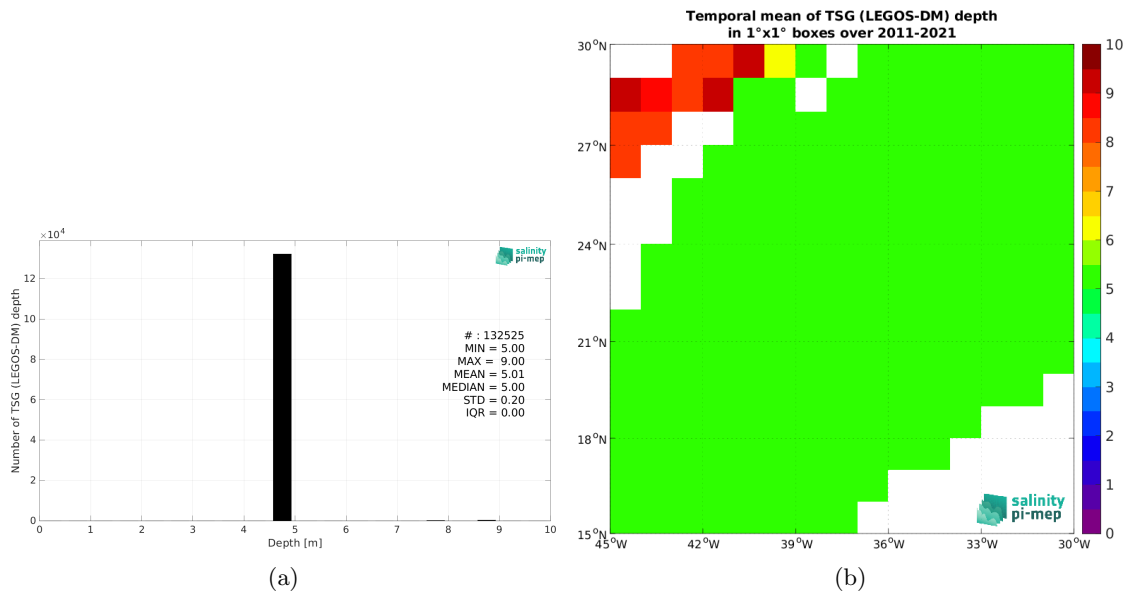 ×10⁴
12
10
8
6
4
2
0
Number of TSG (LEGOS-DM) depth
salinity
pi-mep
# : 132525
MIN = 5.00
MAX = 9.00
MEAN = 5.01
MEDIAN = 5.00
STD = 0.20
IQR = 0.00
0 1 2 3 4 5 6 7 8 9 10
Depth [m]
(a)
Temporal mean of TSG (LEGOS-DM) depth
in 1°x1° boxes over 2011-2021
30°N
27°N
24°N
21°N
18°N
15°N
45°W 42°W 39°W 36°W 33°W 30°W
salinity
pi-mep
10
9
8
7
6
5
4
3
2
1
0
(b)